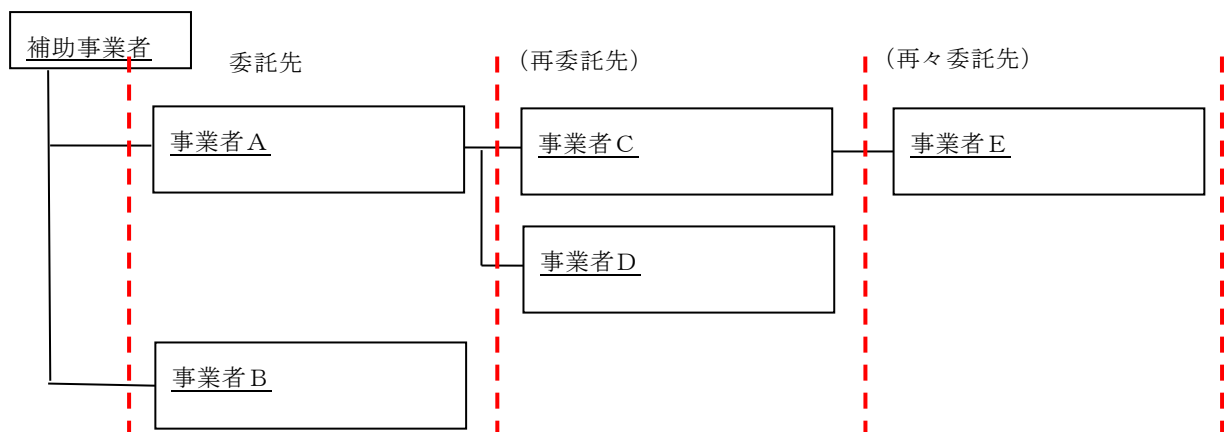 補助事業者
委託先
（再委託先）
（再々委託先）
事業者Ａ
事業者Ｃ
事業者Ｅ
事業者Ｄ
事業者Ｂ